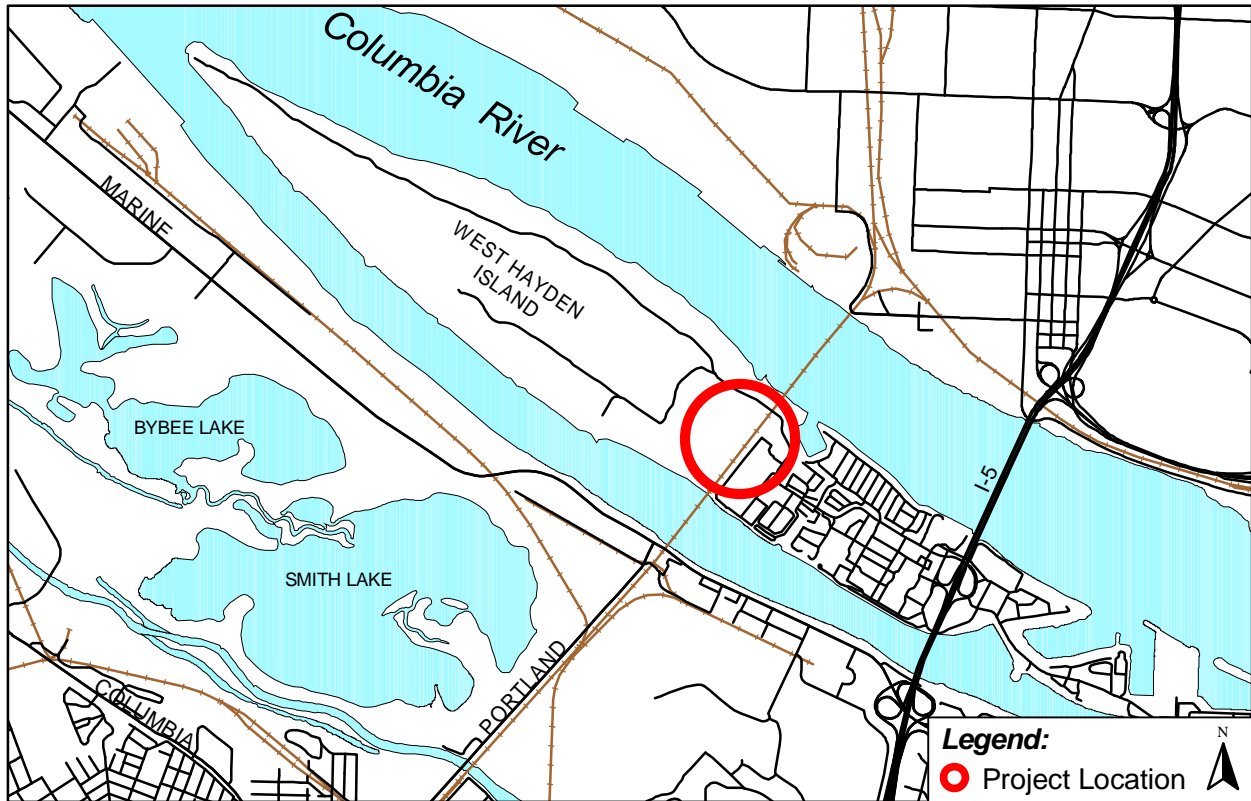 Columbia River
MARINE
WEST HAYDEN
ISLAND
BYBEE LAKE
I-5
SMITH LAKE
PORTLAND
COLUMBIA
Legend:
Project Location
N